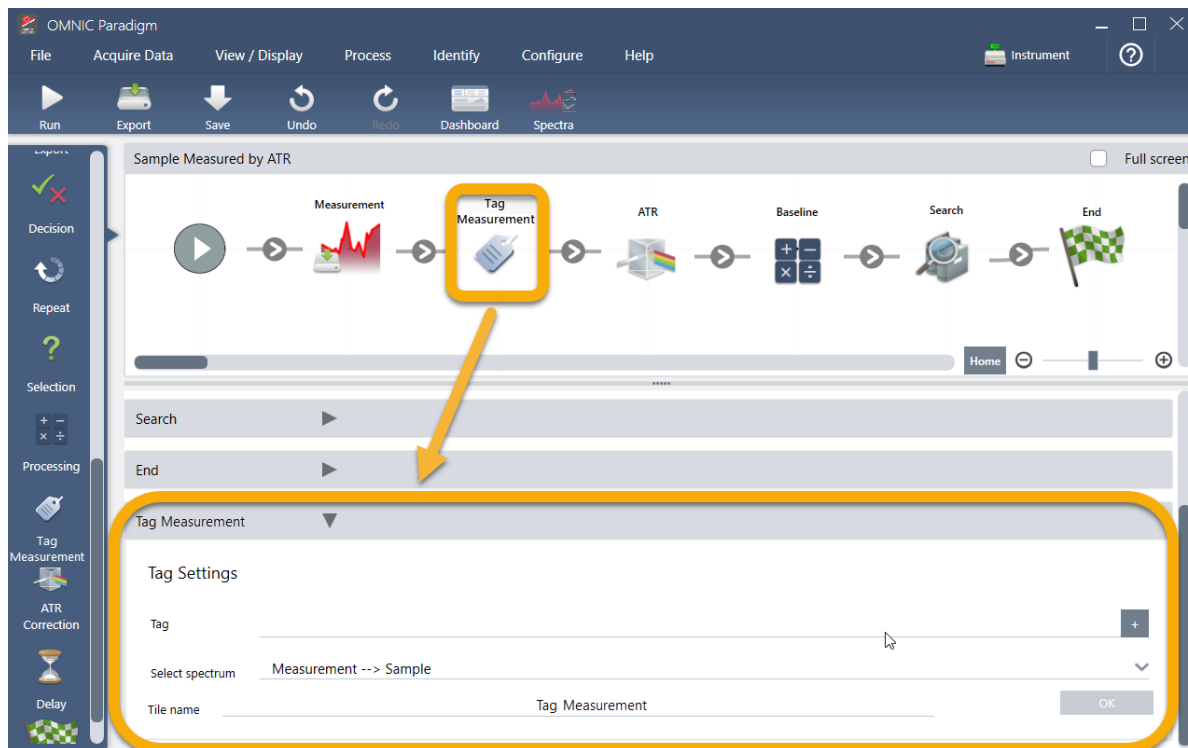 OMNIC Paradigm
File Acquire Data View / Display Process Identify Configure Help Instrument
Run Export Save Undo Redo Dashboard Spectra
Export
Decision
Repeat
Selection
Processing
Tag
Measurement
ATR
Correction
Delay
Sample Measured by ATR Full screen
Measurement
Tag
Measurement
ATR
Baseline
Search
End
Home
Search
End
Tag Measurement
Tag Settings
Tag +
Select spectrum Measurement --> Sample
Tile name Tag Measurement OK